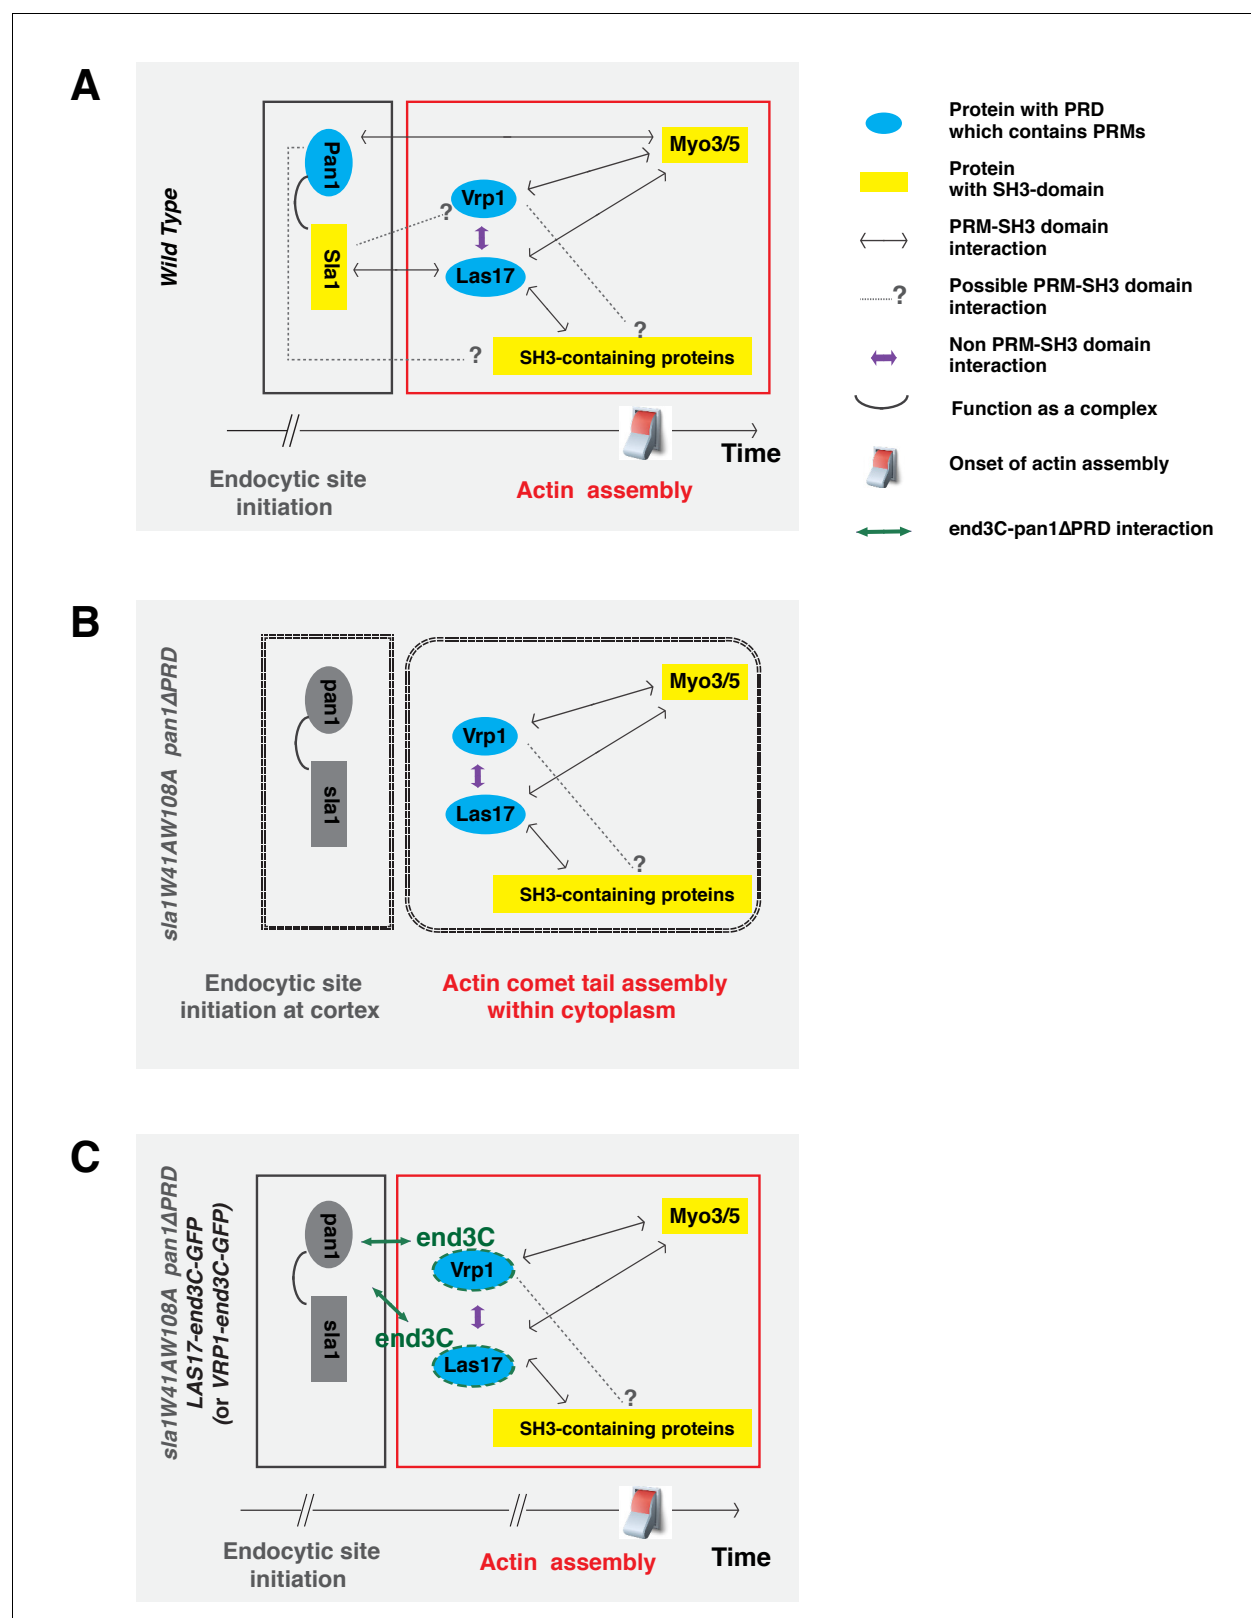 A
Wild Type
Pan1
Sla1
Vrp1
?
Las17
Myo3/5
?
?
SH3-containing proteins
Time
Endocytic site
initiation
Actin assembly
Protein with PRD
which contains PRMs
Protein
with SH3-domain
PRM-SH3 domain
interaction
?
Possible PRM-SH3 domain
interaction
Non PRM-SH3 domain
interaction
Function as a complex
Onset of actin assembly
end3C-pan1ΔPRD interaction
B
sla1W41AW108A pan1ΔPRD
pan1
sla1
Vrp1
Las17
Myo3/5
?
SH3-containing proteins
Endocytic site
initiation at cortex
Actin comet tail assembly
within cytoplasm
C
sla1W41AW108A pan1ΔPRD
LAS17-end3C-GFP
(or VRP1-end3C-GFP)
pan1
sla1
end3C
Vrp1
end3C
Las17
Myo3/5
?
SH3-containing proteins
Endocytic site
initiation
Actin assembly
Time